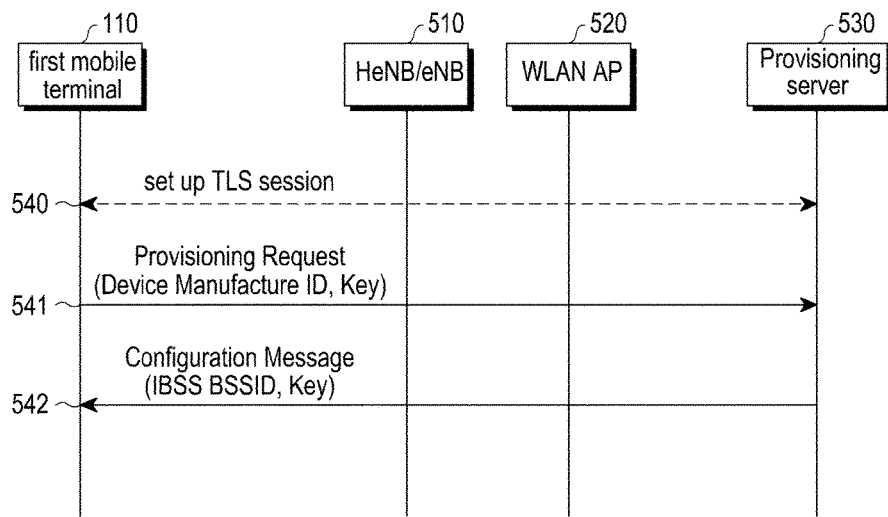 110
510
520
530
first mobile
terminal
HeNB/eNB
WLAN AP
Provisioning
server
set up TLS session
540
Provisioning Request
(Device Manufacture ID, Key)
541
Configuration Message
(IBSS BSSID, Key)
542